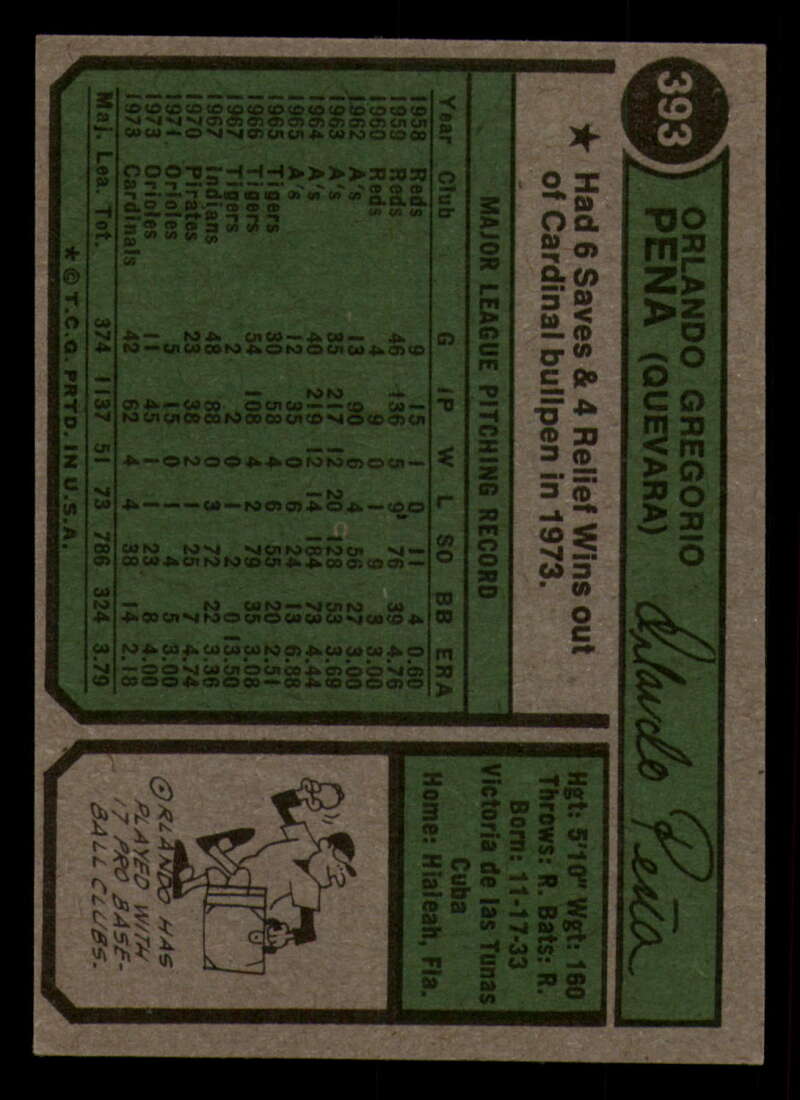 393
ORLANDO GREGORIO
PENA (QUEVARA)
Orlando Peña
★ Had 6 Saves & 4 Relief Wins out
of Cardinal bullpen in 1973.
MAJOR LEAGUE PITCHING RECORD
Year Club G IP W L SO BB ERA
1958 Reds 9 15 1 0 11 4 0.60
1959 Reds 46 136 5 9 76 39 4.76
1960 Reds 4 9 0 1 9 3 3.00
1962 A's 13 90 6 4 56 27 3.00
1963 A's 35 217 12 20 128 53 3.69
1964 A's 40 219 12 14 184 73 4.44
1965 A's 12 35 0 6 24 13 6.88
1965 Tigers 30 58 4 6 55 20 2.51
1966 Tigers 54 108 4 2 79 35 3.08
1967 Tigers 2 2 0 1 2 0 13.50
1967 Indians 48 88 0 3 72 22 3.36
1970 Pirates 23 38 2 1 25 7 4.74
1971 Orioles 5 15 0 1 4 5 3.00
1973 Orioles 11 45 1 1 23 8 4.00
1973 Cardinals 42 62 4 4 38 14 2.18
Maj. Lea. Tot. 374 1137 51 73 786 324 3.79
★ © T.C.G. PRTD. IN U.S.A.
Hgt: 5'10" Wgt: 160
Throws: R. Bats: R.
Born: 11-17-33
Victoria de las Tunas
Cuba
Home: Hialeah, Fla.
ORLANDO HAS
PLAYED WITH
17 PRO BASE-
BALL CLUBS.